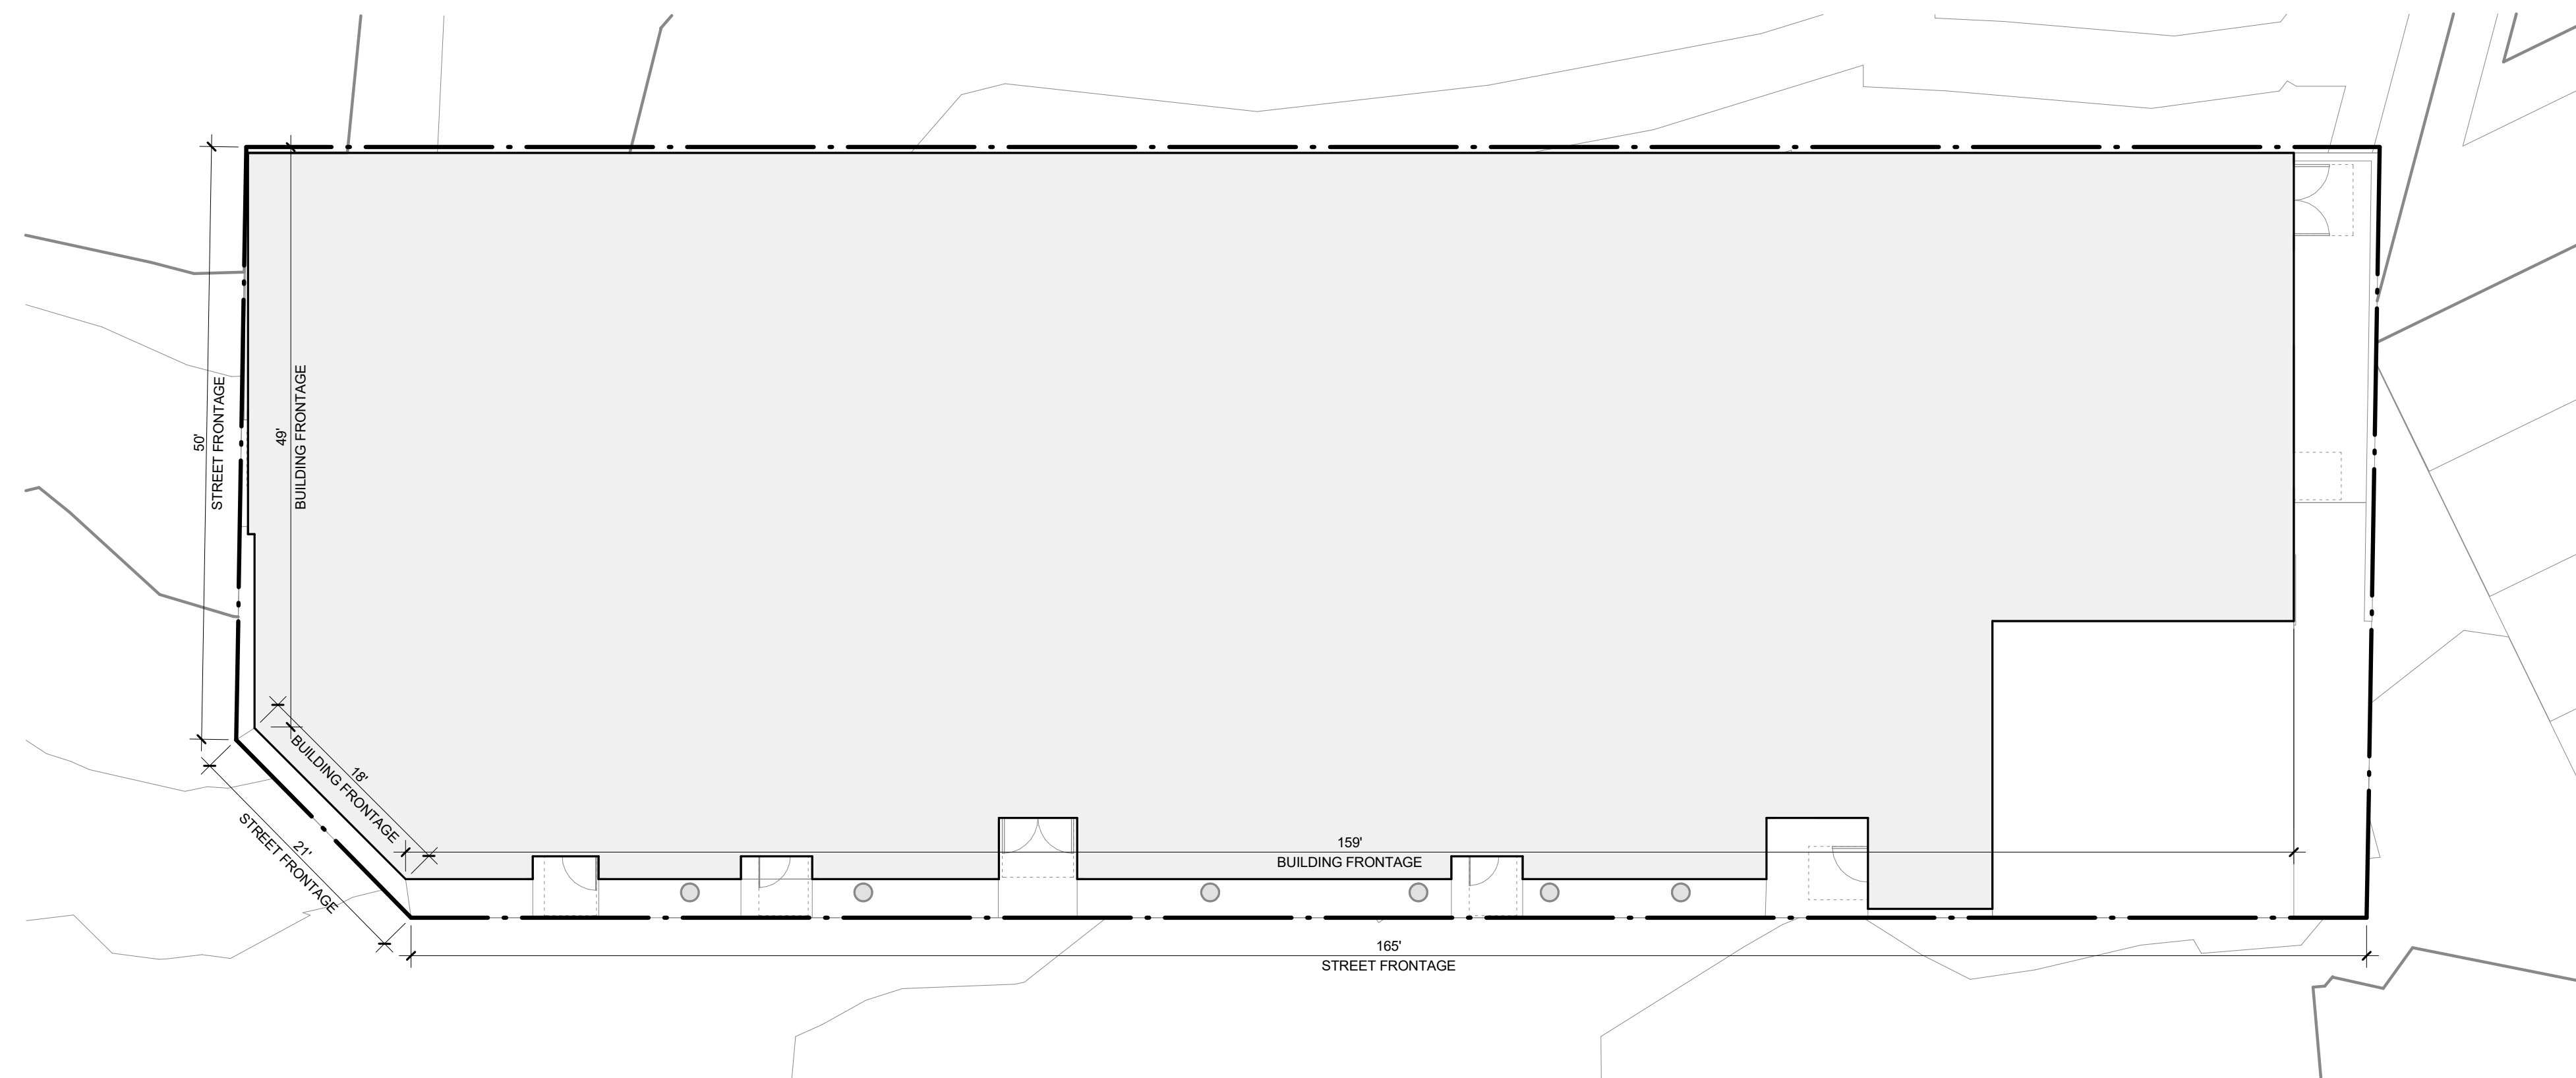 50'
STREET FRONTAGE
49'
BUILDING FRONTAGE
18'
BUILDING FRONTAGE
21'
STREET FRONTAGE
159'
BUILDING FRONTAGE
165'
STREET FRONTAGE